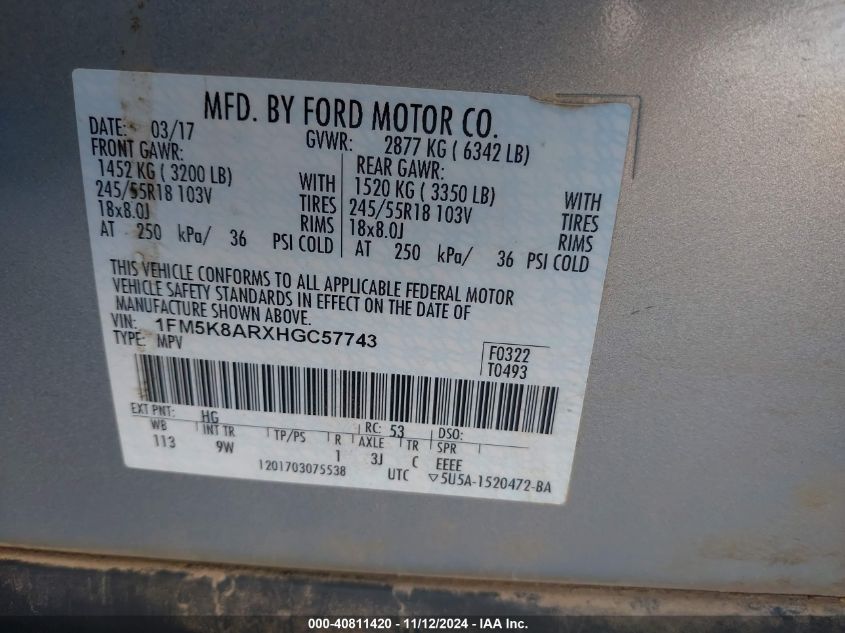 MFD. BY FORD MOTOR CO.
DATE: 03/17 GVWR: 2877 KG ( 6342 LB)
FRONT GAWR: REAR GAWR:
1452 KG ( 3200 LB) WITH 1520 KG ( 3350 LB) WITH
245/55R18 103V TIRES 245/55R18 103V TIRES
18x8.0J RIMS 18x8.0J RIMS
AT 250 kPa/ 36 PSI COLD AT 250 kPa/ 36 PSI COLD
THIS VEHICLE CONFORMS TO ALL APPLICABLE FEDERAL MOTOR
VEHICLE SAFETY STANDARDS IN EFFECT ON THE DATE OF
MANUFACTURE SHOWN ABOVE.
VIN: 1FM5K8ARXHGC57743
TYPE: MPV
F0322
T0493
EXT PNT: HG RC: 53 DSO:
WB INT TR TP/PS R AXLE TR SPR
113 9W 1 3J C EEEE
1201703075538 UTC ▽5U5A-1520472-BA
000-40811420 - 11/12/2024 - IAA Inc.